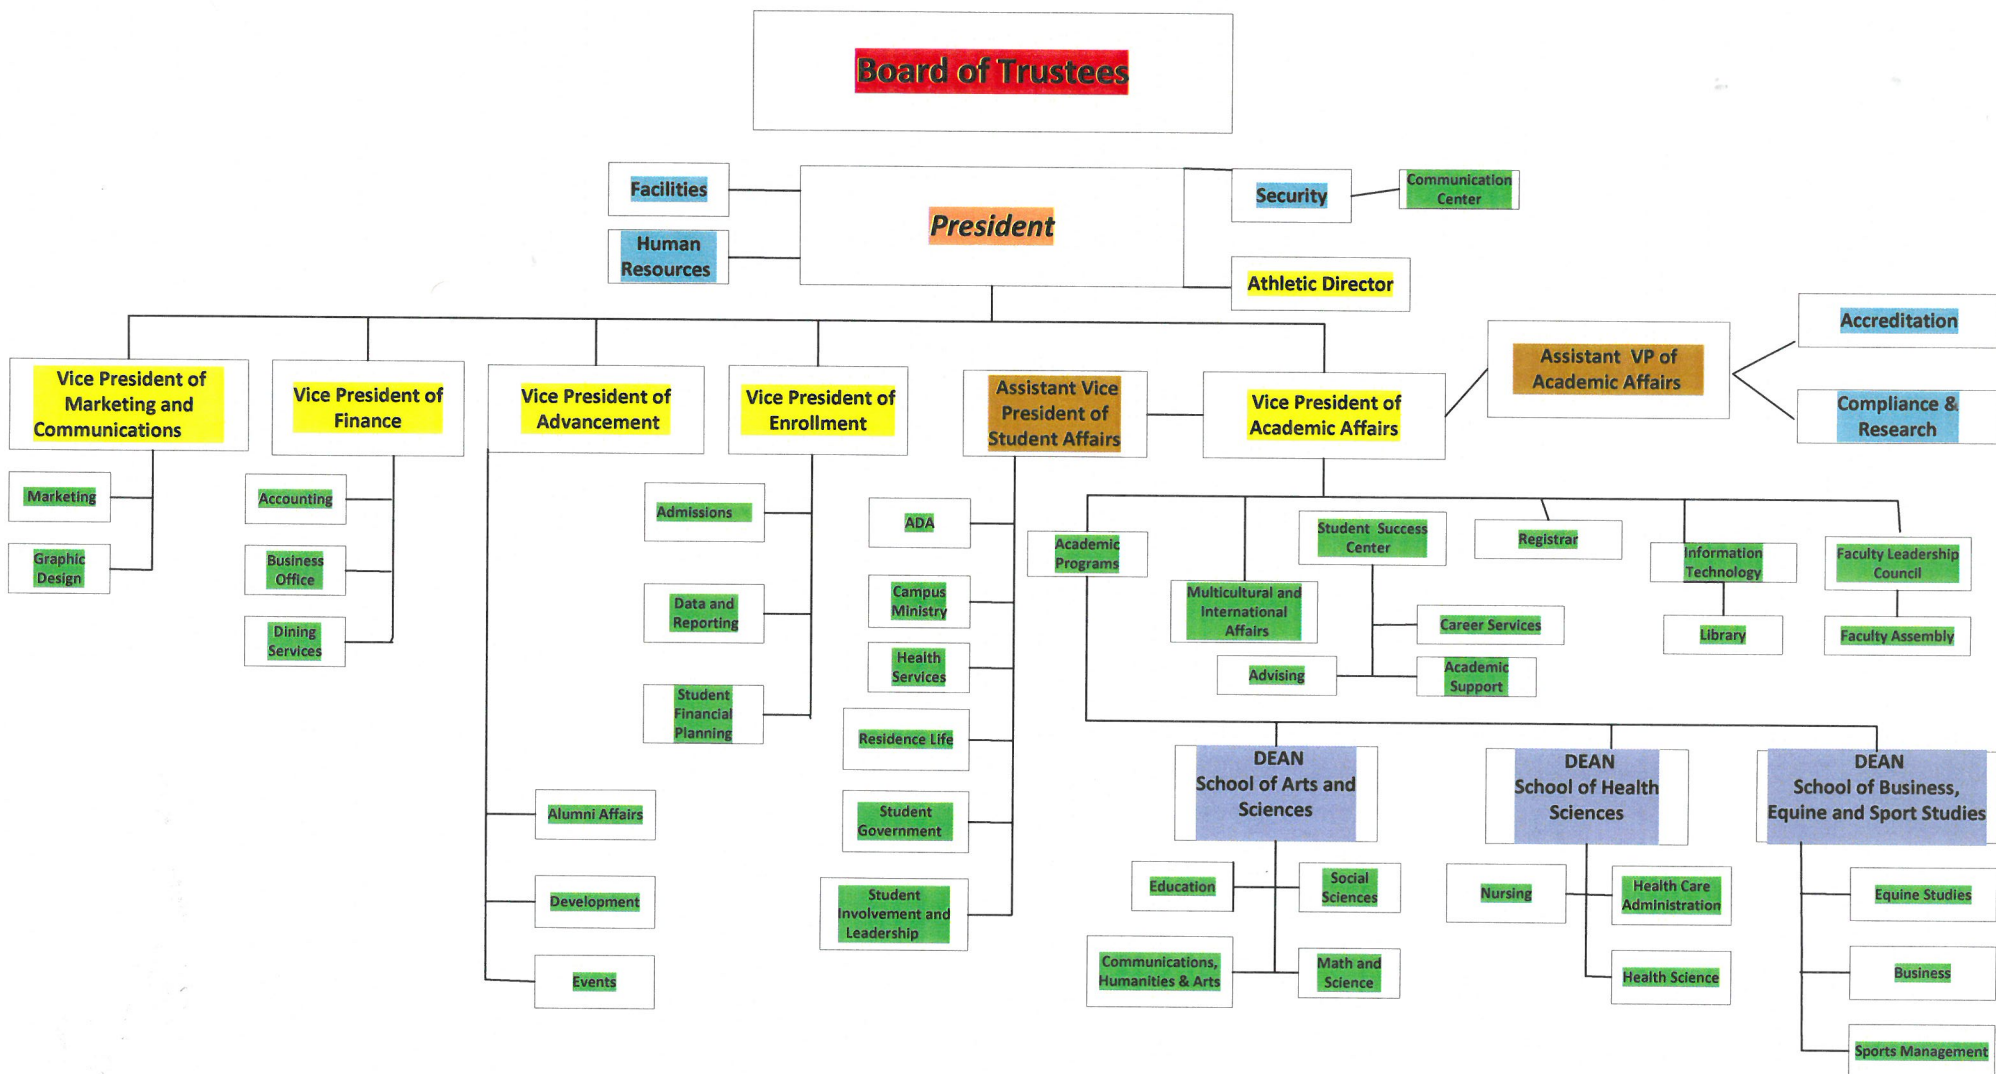 Board of Trustees
Facilities
Human
Resources
President
Security
Communication
Center
Athletic Director
Vice President of
Marketing and
Communications
Vice President of
Finance
Vice President of
Advancement
Vice President of
Enrollment
Assistant Vice
President of
Student Affairs
Vice President of
Academic Affairs
Assistant VP of
Academic Affairs
Accreditation
Compliance &
Research
Marketing
Graphic
Design
Accounting
Business
Office
Dining
Services
Alumni Affairs
Development
Events
Admissions
Data and
Reporting
Student
Financial
Planning
ADA
Campus
Ministry
Health
Services
Residence Life
Student
Government
Student
Involvement and
Leadership
Academic
Programs
Multicultural and
International
Affairs
Student Success
Center
Career Services
Advising
Academic
Support
Registrar
Information
Technology
Library
Faculty Leadership
Council
Faculty Assembly
DEAN
School of Arts and
Sciences
Education
Social
Sciences
Communications,
Humanities & Arts
Math and
Science
DEAN
School of Health
Sciences
Nursing
Health Care
Administration
Health Science
DEAN
School of Business,
Equine and Sport Studies
Equine Studies
Business
Sports Management